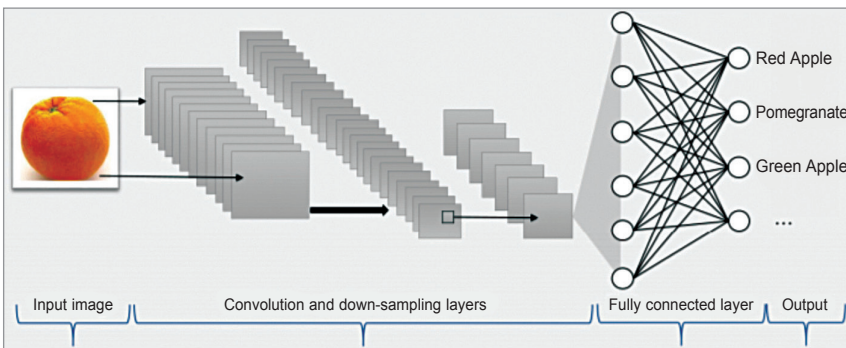 Red Apple
Pomegranate
Green Apple
...
Input image
Convolution and down-sampling layers
Fully connected layer
Output